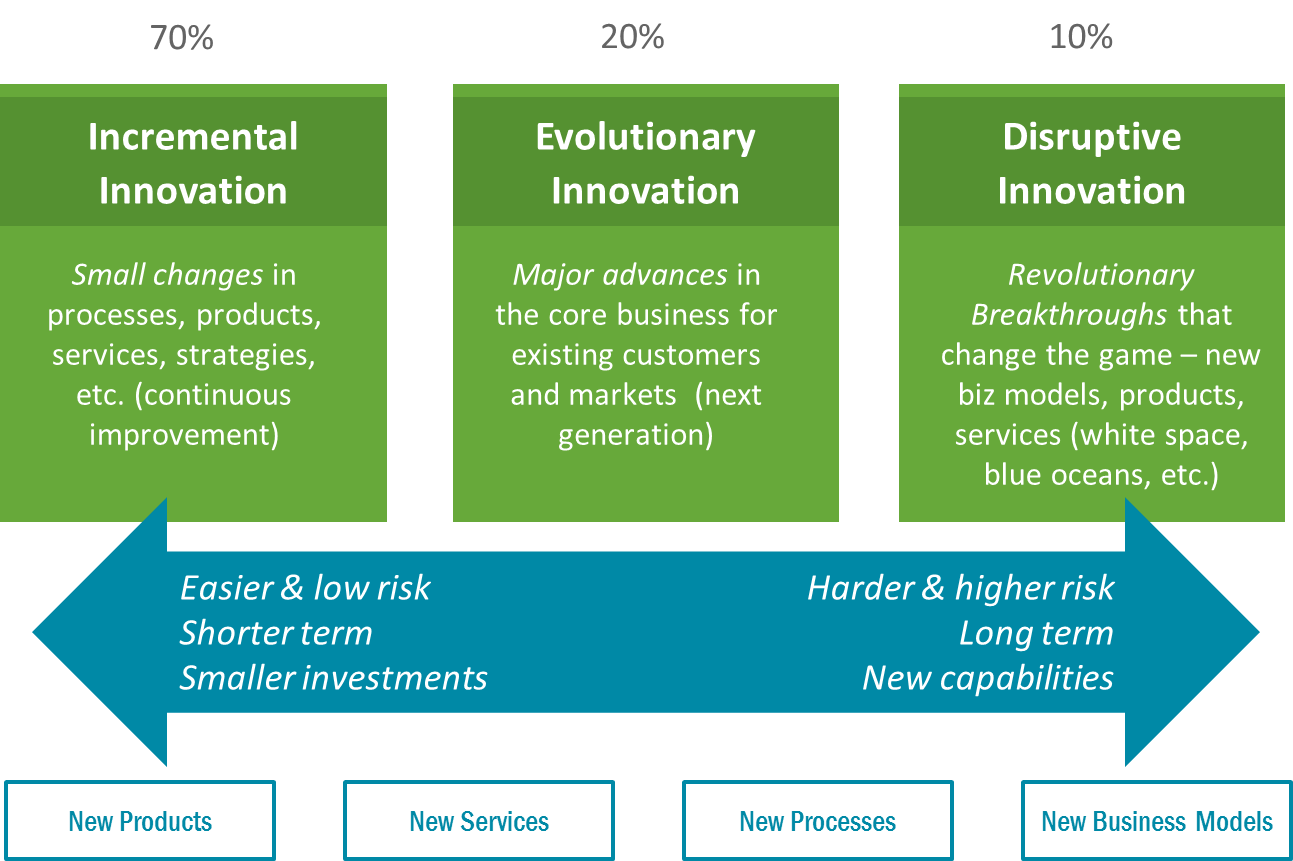 70%
20%
10%
Incremental
Innovation
Small changes in
processes, products,
services, strategies,
etc. (continuous
improvement)
Evolutionary
Innovation
Major advances in
the core business for
existing customers
and markets  (next
generation)
Disruptive
Innovation
Revolutionary
Breakthroughs that
change the game – new
biz models, products,
services (white space,
blue oceans, etc.)
Easier & low risk
Shorter term
Smaller investments
Harder & higher risk
Long term
New capabilities
New Products
New Services
New Processes
New Business Models